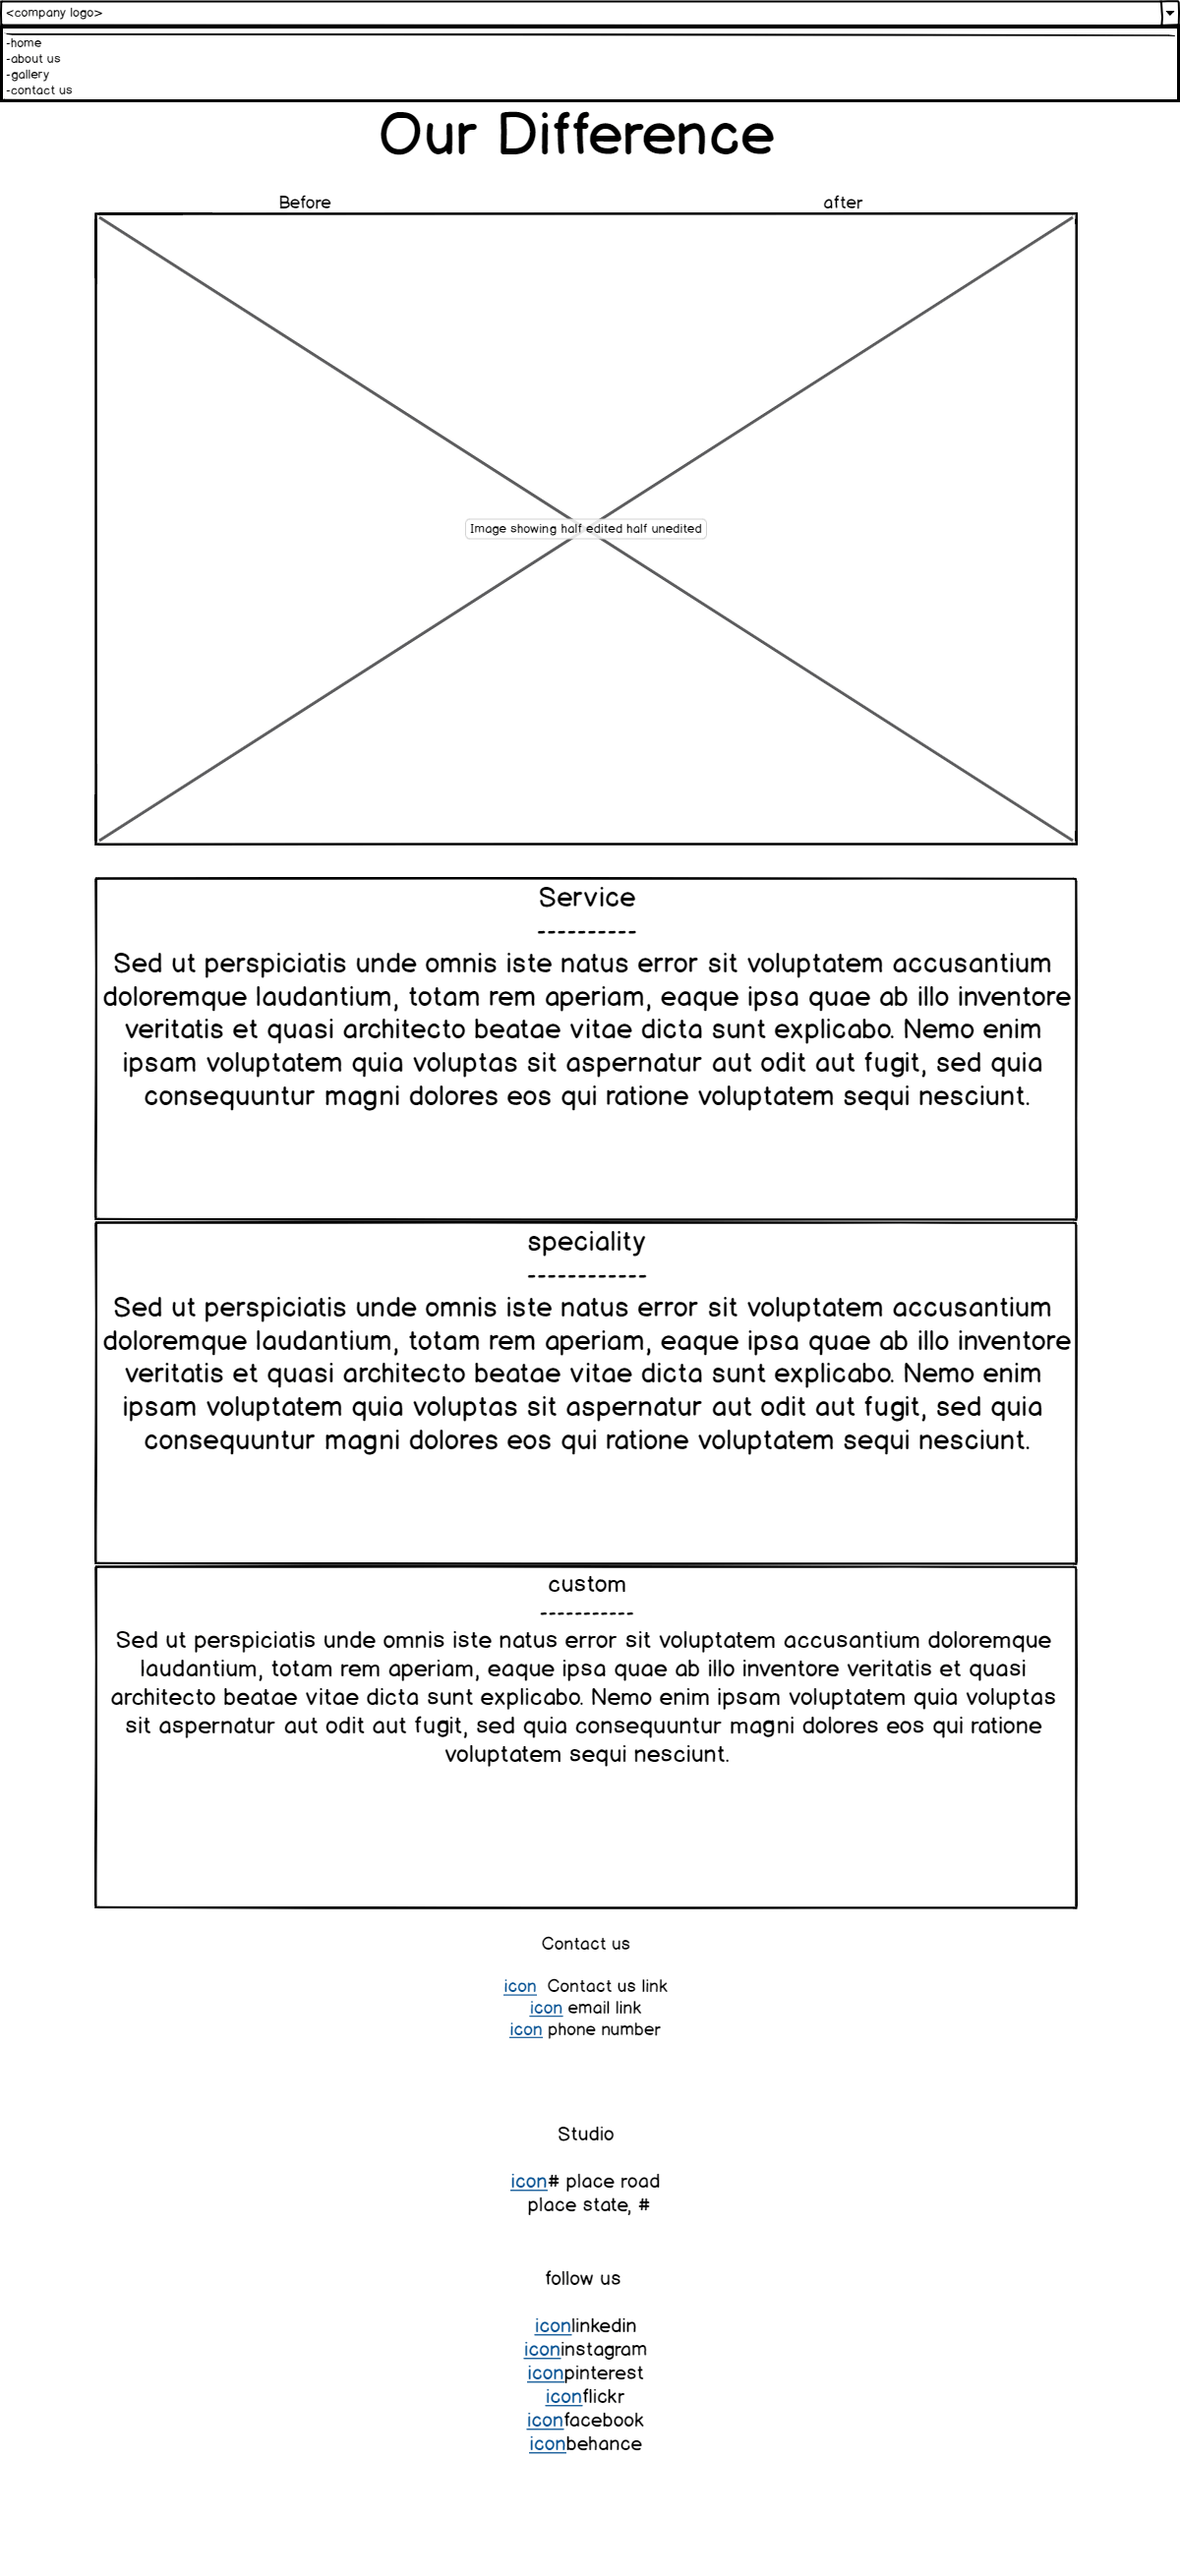 <company logo>
-home
-about us
-gallery
-contact us
Our Difference
Before after
Image showing half edited half unedited
Service
----------
Sed ut perspiciatis unde omnis iste natus error sit voluptatem accusantium
doloremque laudantium, totam rem aperiam, eaque ipsa quae ab illo inventore
veritatis et quasi architecto beatae vitae dicta sunt explicabo. Nemo enim
ipsam voluptatem quia voluptas sit aspernatur aut odit aut fugit, sed quia
consequuntur magni dolores eos qui ratione voluptatem sequi nesciunt.
speciality
------------
Sed ut perspiciatis unde omnis iste natus error sit voluptatem accusantium
doloremque laudantium, totam rem aperiam, eaque ipsa quae ab illo inventore
veritatis et quasi architecto beatae vitae dicta sunt explicabo. Nemo enim
ipsam voluptatem quia voluptas sit aspernatur aut odit aut fugit, sed quia
consequuntur magni dolores eos qui ratione voluptatem sequi nesciunt.
custom
-----------
Sed ut perspiciatis unde omnis iste natus error sit voluptatem accusantium doloremque
laudantium, totam rem aperiam, eaque ipsa quae ab illo inventore veritatis et quasi
architecto beatae vitae dicta sunt explicabo. Nemo enim ipsam voluptatem quia voluptas
sit aspernatur aut odit aut fugit, sed quia consequuntur magni dolores eos qui ratione
voluptatem sequi nesciunt.
Contact us
icon Contact us link
icon email link
icon phone number
Studio
icon# place road
place state, #
follow us
iconlinkedin
iconinstagram
iconpinterest
iconflickr
iconfacebook
iconbehance